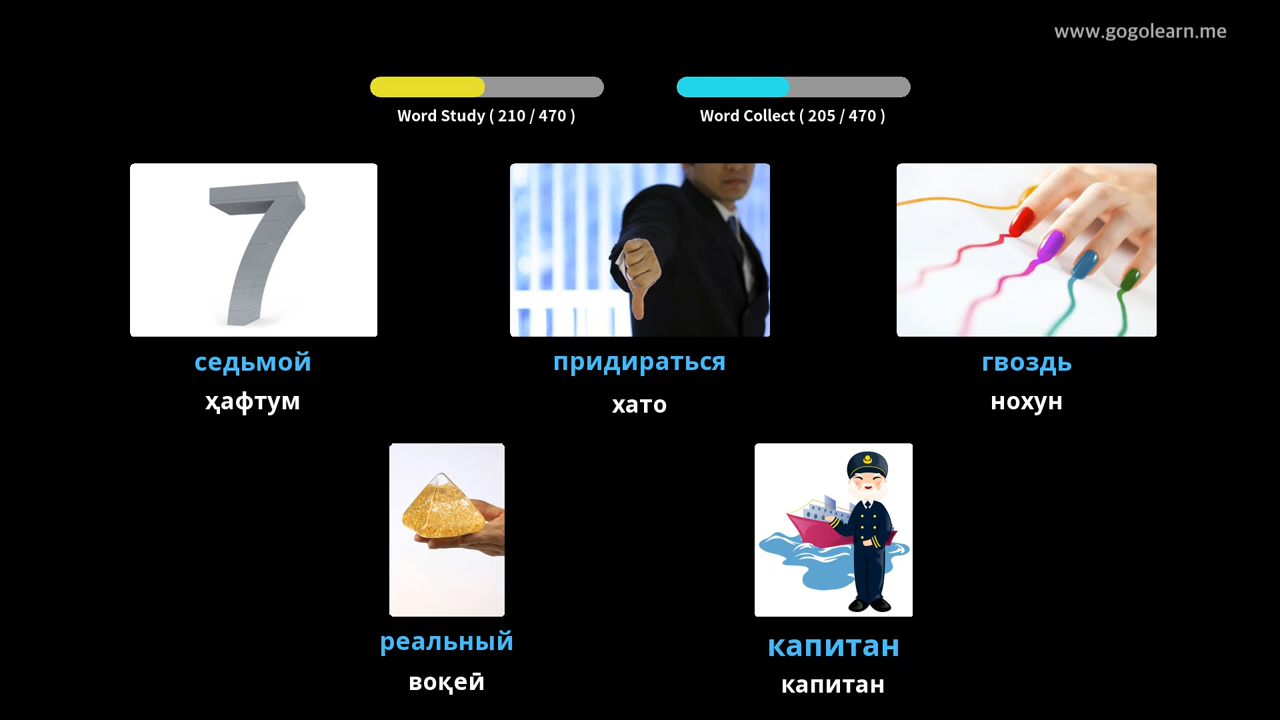 www.gogolearn.me
Word Study ( 210 / 470 )
Word Collect ( 205 / 470 )
седьмой
придираться
гвоздь
ҳафтум
хато
нохун
реальный
капитан
воқеӣ
капитан